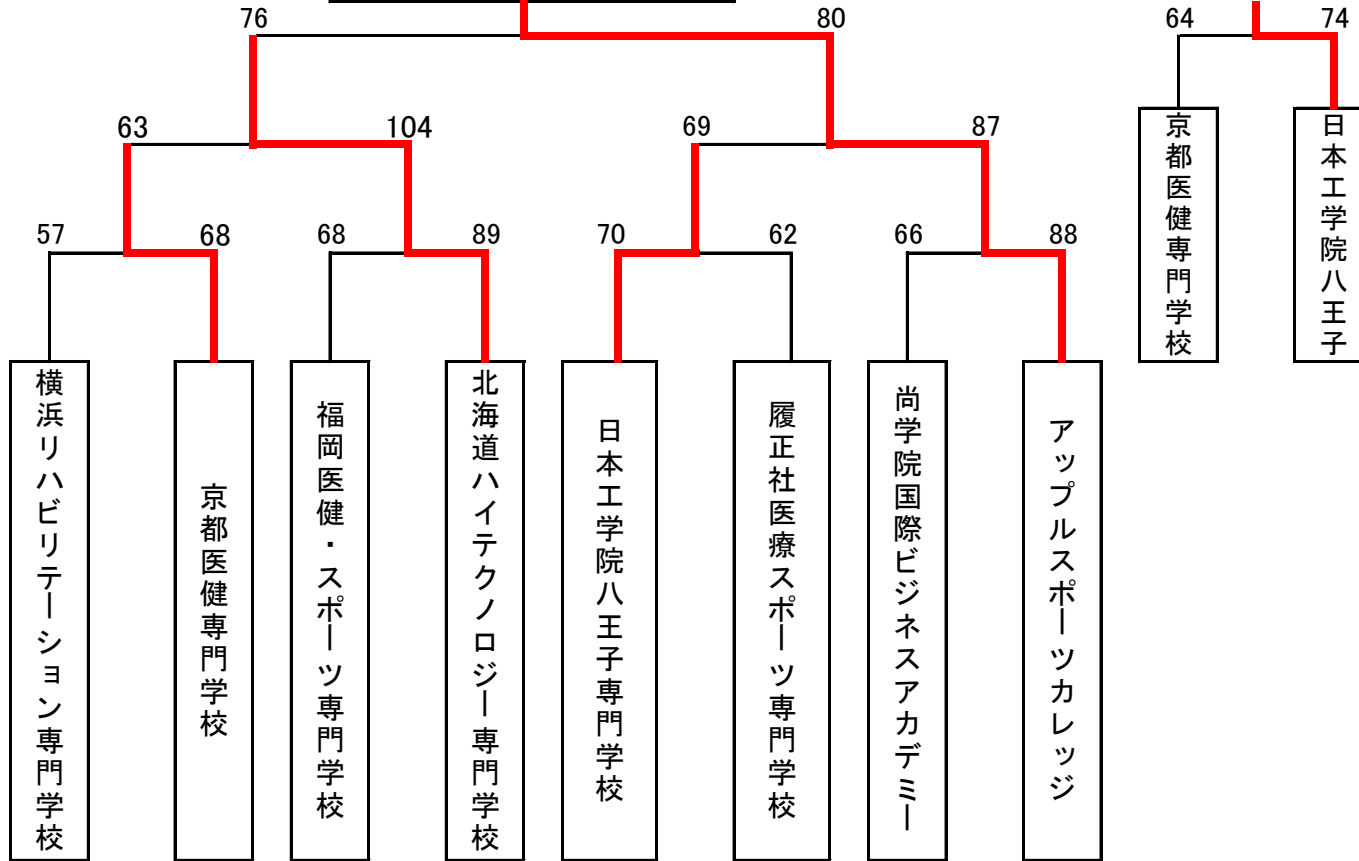 76
80
64
74
63
104
69
87
57
68
68
89
70
62
66
88
京都医健専門学校
日本工学院八王子
横浜リハビリテーション専門学校
京都医健専門学校
福岡医健・スポーツ専門学校
北海道ハイテクノロジー専門学校
日本工学院八王子専門学校
履正社医療スポーツ専門学校
尚学院国際ビジネスアカデミー
アップルスポーツカレッジ